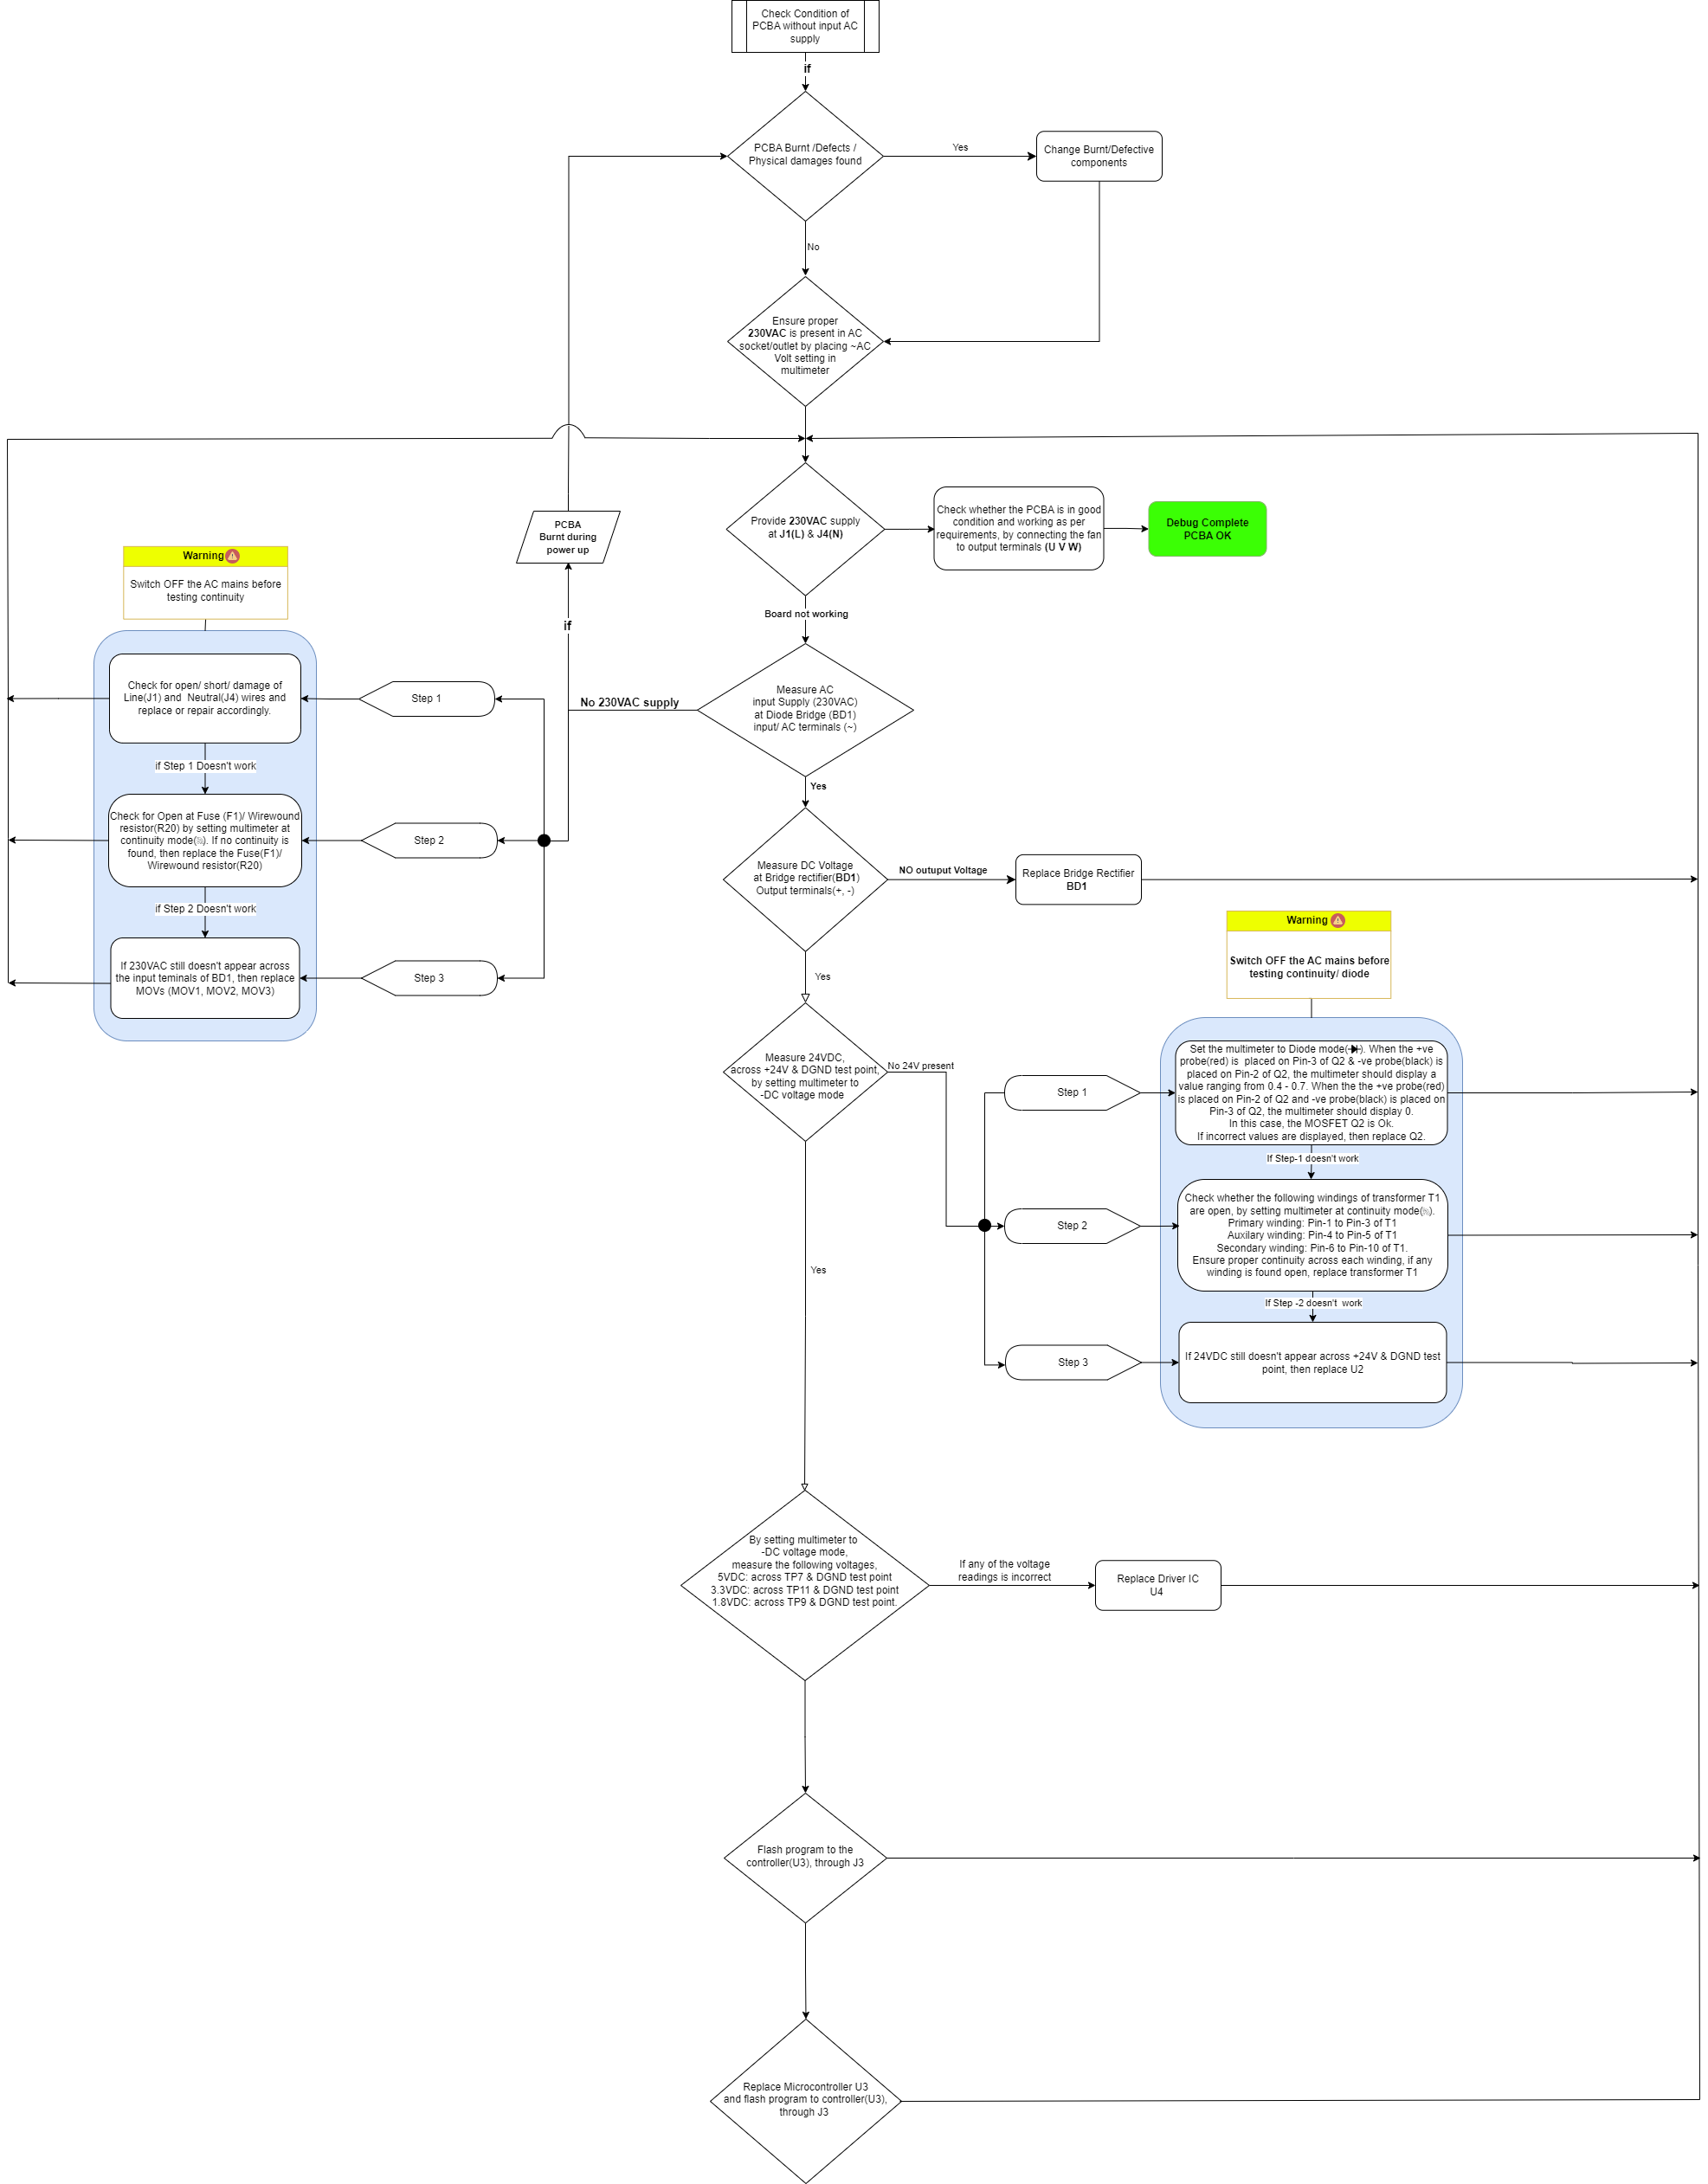 Check Condition of
PCBA without input AC
supply
if
PCBA Burnt /Defects /
Physical damages found
Yes
Change Burnt/Defective
components
No
Ensure proper
230VAC is present in AC
socket/outlet by placing ~AC
Volt setting in
multimeter
Provide 230VAC supply
at J1(L) & J4(N)
Check whether the PCBA is in good
condition and working as per
requirements, by connecting the fan
to output terminals (U V W)
Debug Complete
PCBA OK
PCBA
Burnt during
power up
if
Board not working
Warning
Switch OFF the AC mains before
testing continuity
Measure AC
input Supply (230VAC)
at Diode Bridge (BD1)
input/ AC terminals (~)
No 230VAC supply
Step 1
Check for open/ short/ damage of
Line(J1) and Neutral(J4) wires and
replace or repair accordingly.
if Step 1 Doesn't work
Step 2
Check for Open at Fuse (F1)/ Wirewound
resistor(R20) by setting multimeter at
continuity mode( ). If no continuity is
found, then replace the Fuse(F1)/
Wirewound resistor(R20)
if Step 2 Doesn't work
Step 3
If 230VAC still doesn't appear across
the input teminals of BD1, then replace
MOVs (MOV1, MOV2, MOV3)
Yes
Measure DC Voltage
at Bridge rectifier(BD1)
Output terminals(+, -)
NO outuput Voltage
Replace Bridge Rectifier
BD1
Yes
Warning
Switch OFF the AC mains before
testing continuity/ diode
Measure 24VDC,
across +24V & DGND test point,
by setting multimeter to
-DC voltage mode
No 24V present
Step 1
Set the multimeter to Diode mode( ). When the +ve
probe(red) is placed on Pin-3 of Q2 & -ve probe(black) is
placed on Pin-2 of Q2, the multimeter should display a
value ranging from 0.4 - 0.7. When the the +ve probe(red)
is placed on Pin-2 of Q2 and -ve probe(black) is placed on
Pin-3 of Q2, the multimeter should display 0.
In this case, the MOSFET Q2 is Ok.
If incorrect values are displayed, then replace Q2.
If Step-1 doesn't work
Step 2
Check whether the following windings of transformer T1
are open, by setting multimeter at continuity mode( ).
Primary winding: Pin-1 to Pin-3 of T1
Auxilary winding: Pin-4 to Pin-5 of T1
Secondary winding: Pin-6 to Pin-10 of T1.
Ensure proper continuity across each winding, if any
winding is found open, replace transformer T1
If Step -2 doesn't work
Step 3
If 24VDC still doesn't appear across +24V & DGND test
point, then replace U2
Yes
By setting multimeter to
-DC voltage mode,
measure the following voltages,
5VDC: across TP7 & DGND test point
3.3VDC: across TP11 & DGND test point
1.8VDC: across TP9 & DGND test point.
If any of the voltage
readings is incorrect
Replace Driver IC
U4
Flash program to the
controller(U3), through J3
Replace Microcontroller U3
and flash program to controller(U3),
through J3